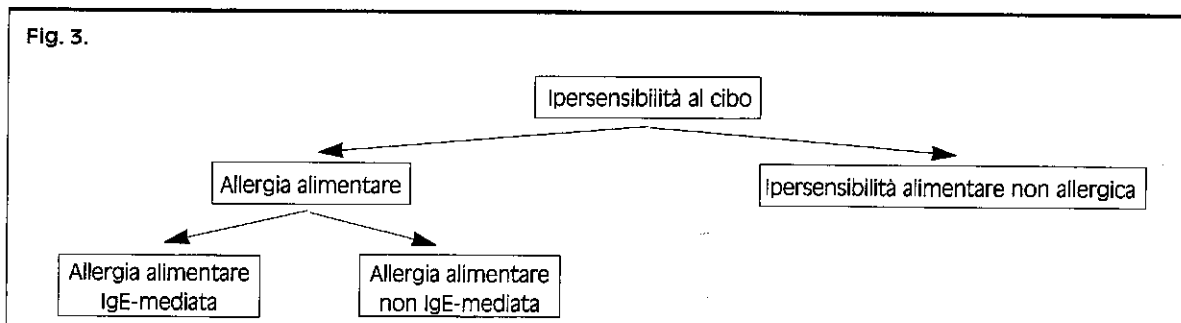 Fig. 3.
Ipersensibilità al cibo
Allergia alimentare
Ipersensibilità alimentare non allergica
Allergia alimentare
IgE-mediata
Allergia alimentare
non IgE-mediata